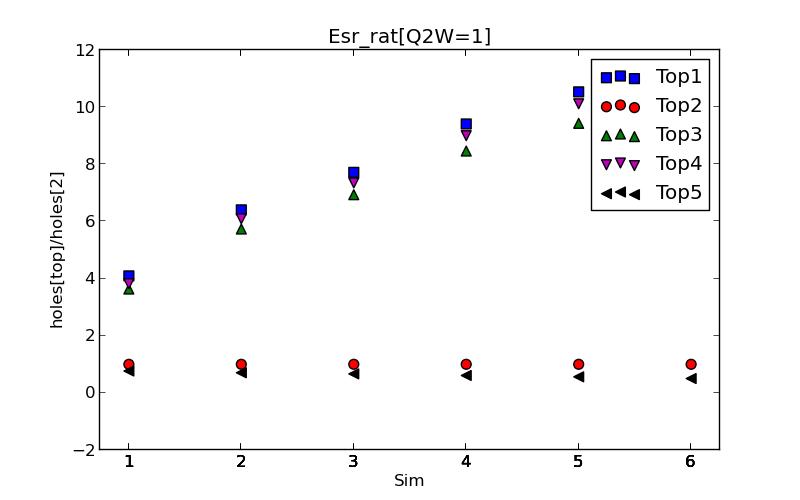 Esr_rat[Q2W=1]
12
10
8
6
4
2
0
−2
holes[top]/holes[2]
Top1
Top2
Top3
Top4
Top5
1 2 3 4 5 6
Sim